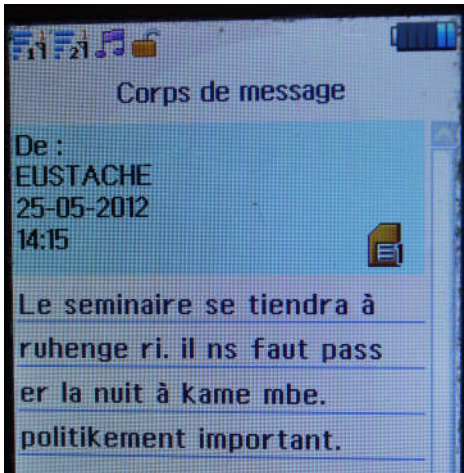 Corps de message
De :
EUSTACHE
25-05-2012
14:15
Le seminaire se tiendra à
ruhenge ri. il ns faut pass
er la nuit à kame mbe.
politikement important.